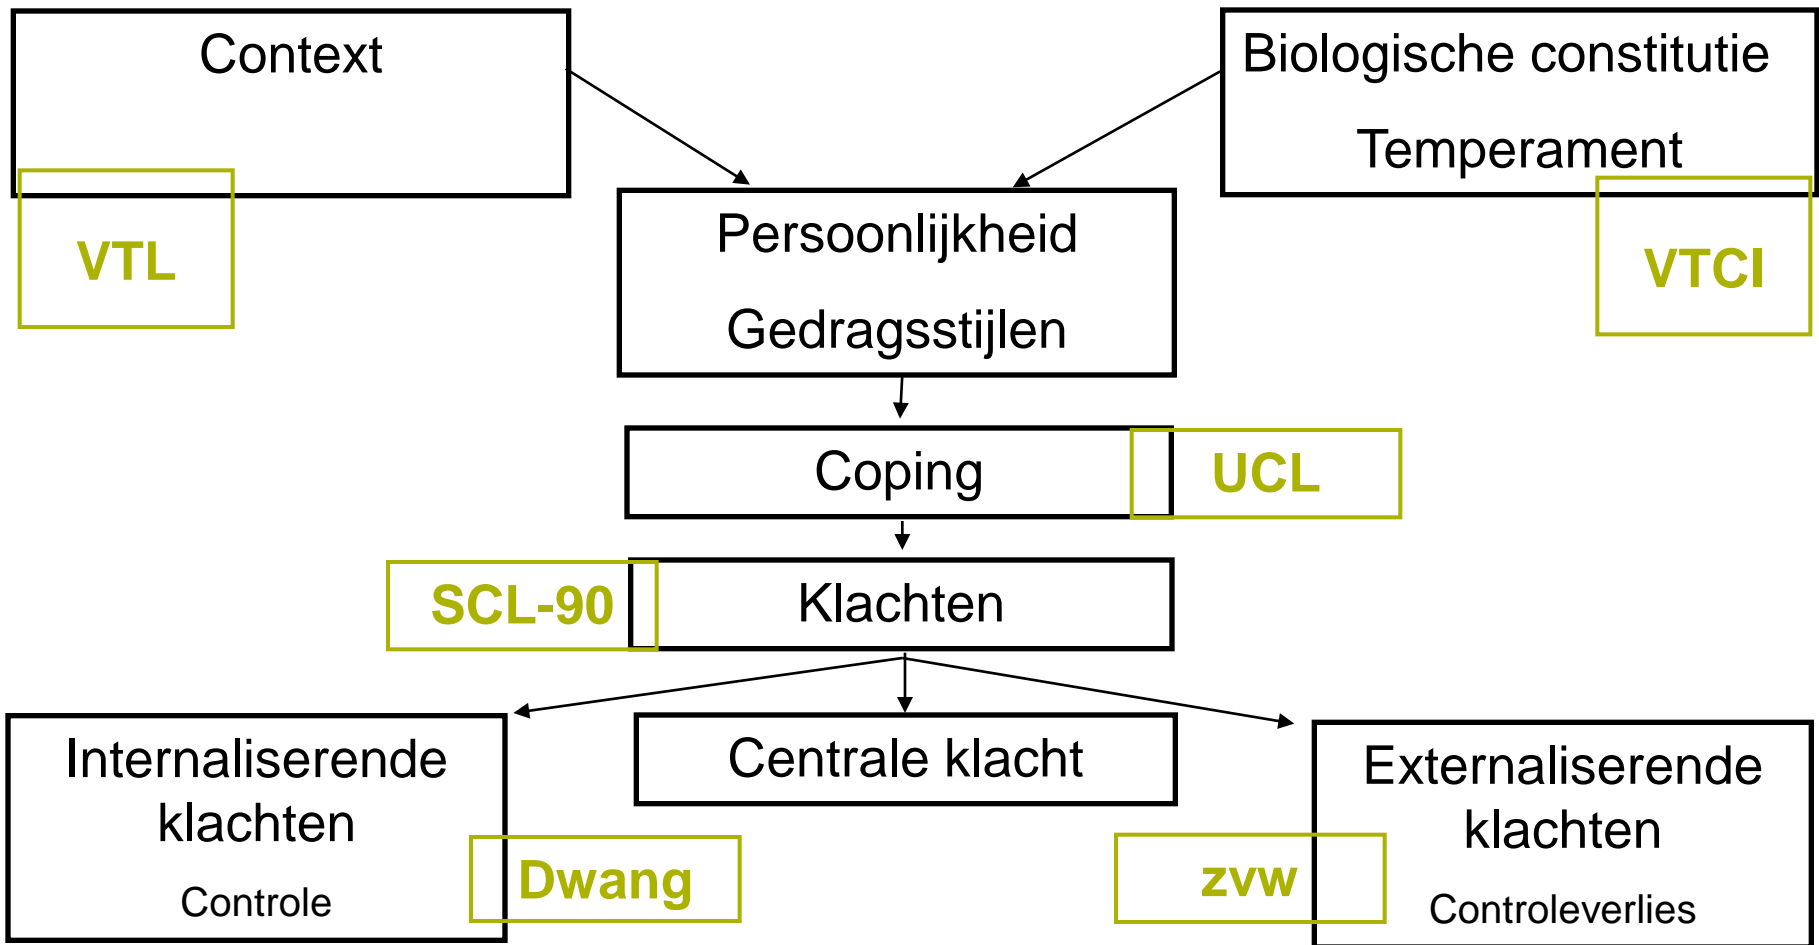 Context
Biologische constitutie
Temperament
VTL
VTCI
Persoonlijkheid
Gedragsstijlen
Coping
UCL
SCL-90
Klachten
Internaliserende
klachten
Controle
Dwang
Centrale klacht
zvw
Externaliserende
klachten
Controleverlies